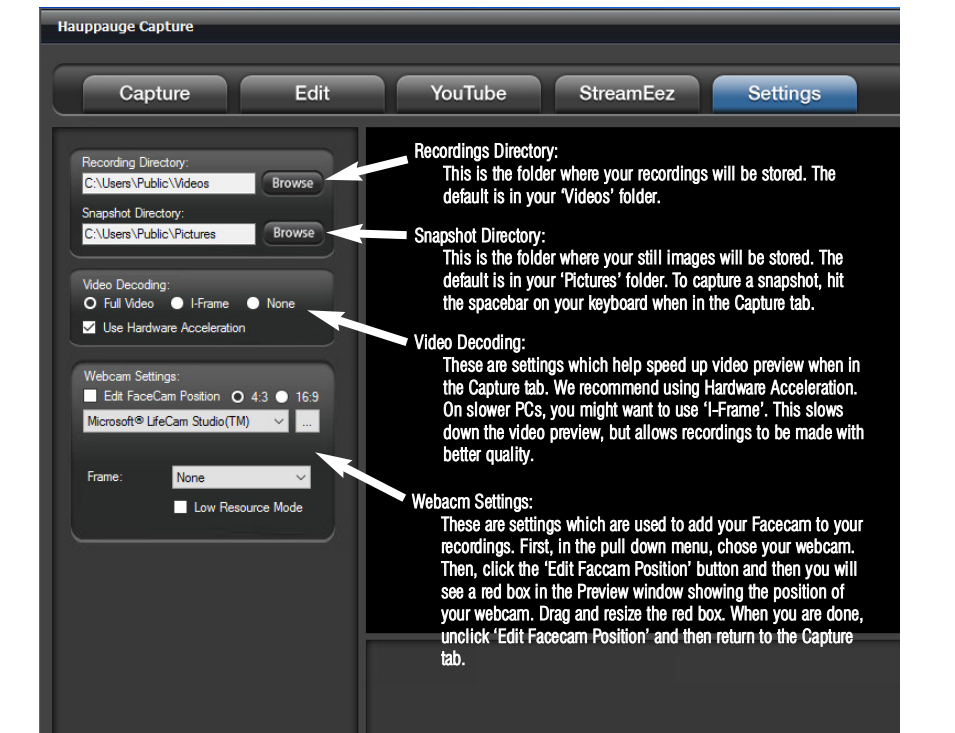 Hauppauge Capture
Capture Edit YouTube StreamEez Settings
Recording Directory:
C:\Users\Public\Videos Browse
Snapshot Directory:
C:\Users\Public\Pictures Browse
Video Decoding:
Full Video I-Frame None
Use Hardware Acceleration
Webcam Settings:
Edit FaceCam Position 4:3 16:9
Microsoft® LifeCam Studio(TM) ...
Frame: None
Low Resource Mode
Recordings Directory:
This is the folder where your recordings will be stored. The
default is in your ‘Videos’ folder.
Snapshot Directory:
This is the folder where your still images will be stored. The
default is in your ‘Pictures’ folder. To capture a snapshot, hit
the spacebar on your keyboard when in the Capture tab.
Video Decoding:
These are settings which help speed up video preview when in
the Capture tab. We recommend using Hardware Acceleration.
On slower PCs, you might want to use ‘I-Frame’. This slows
down the video preview, but allows recordings to be made with
better quality.
Webacm Settings:
These are settings which are used to add your Facecam to your
recordings. First, in the pull down menu, chose your webcam.
Then, click the ‘Edit Faccam Position’ button and then you will
see a red box in the Preview window showing the position of
your webcam. Drag and resize the red box. When you are done,
unclick ‘Edit Facecam Position’ and then return to the Capture
tab.